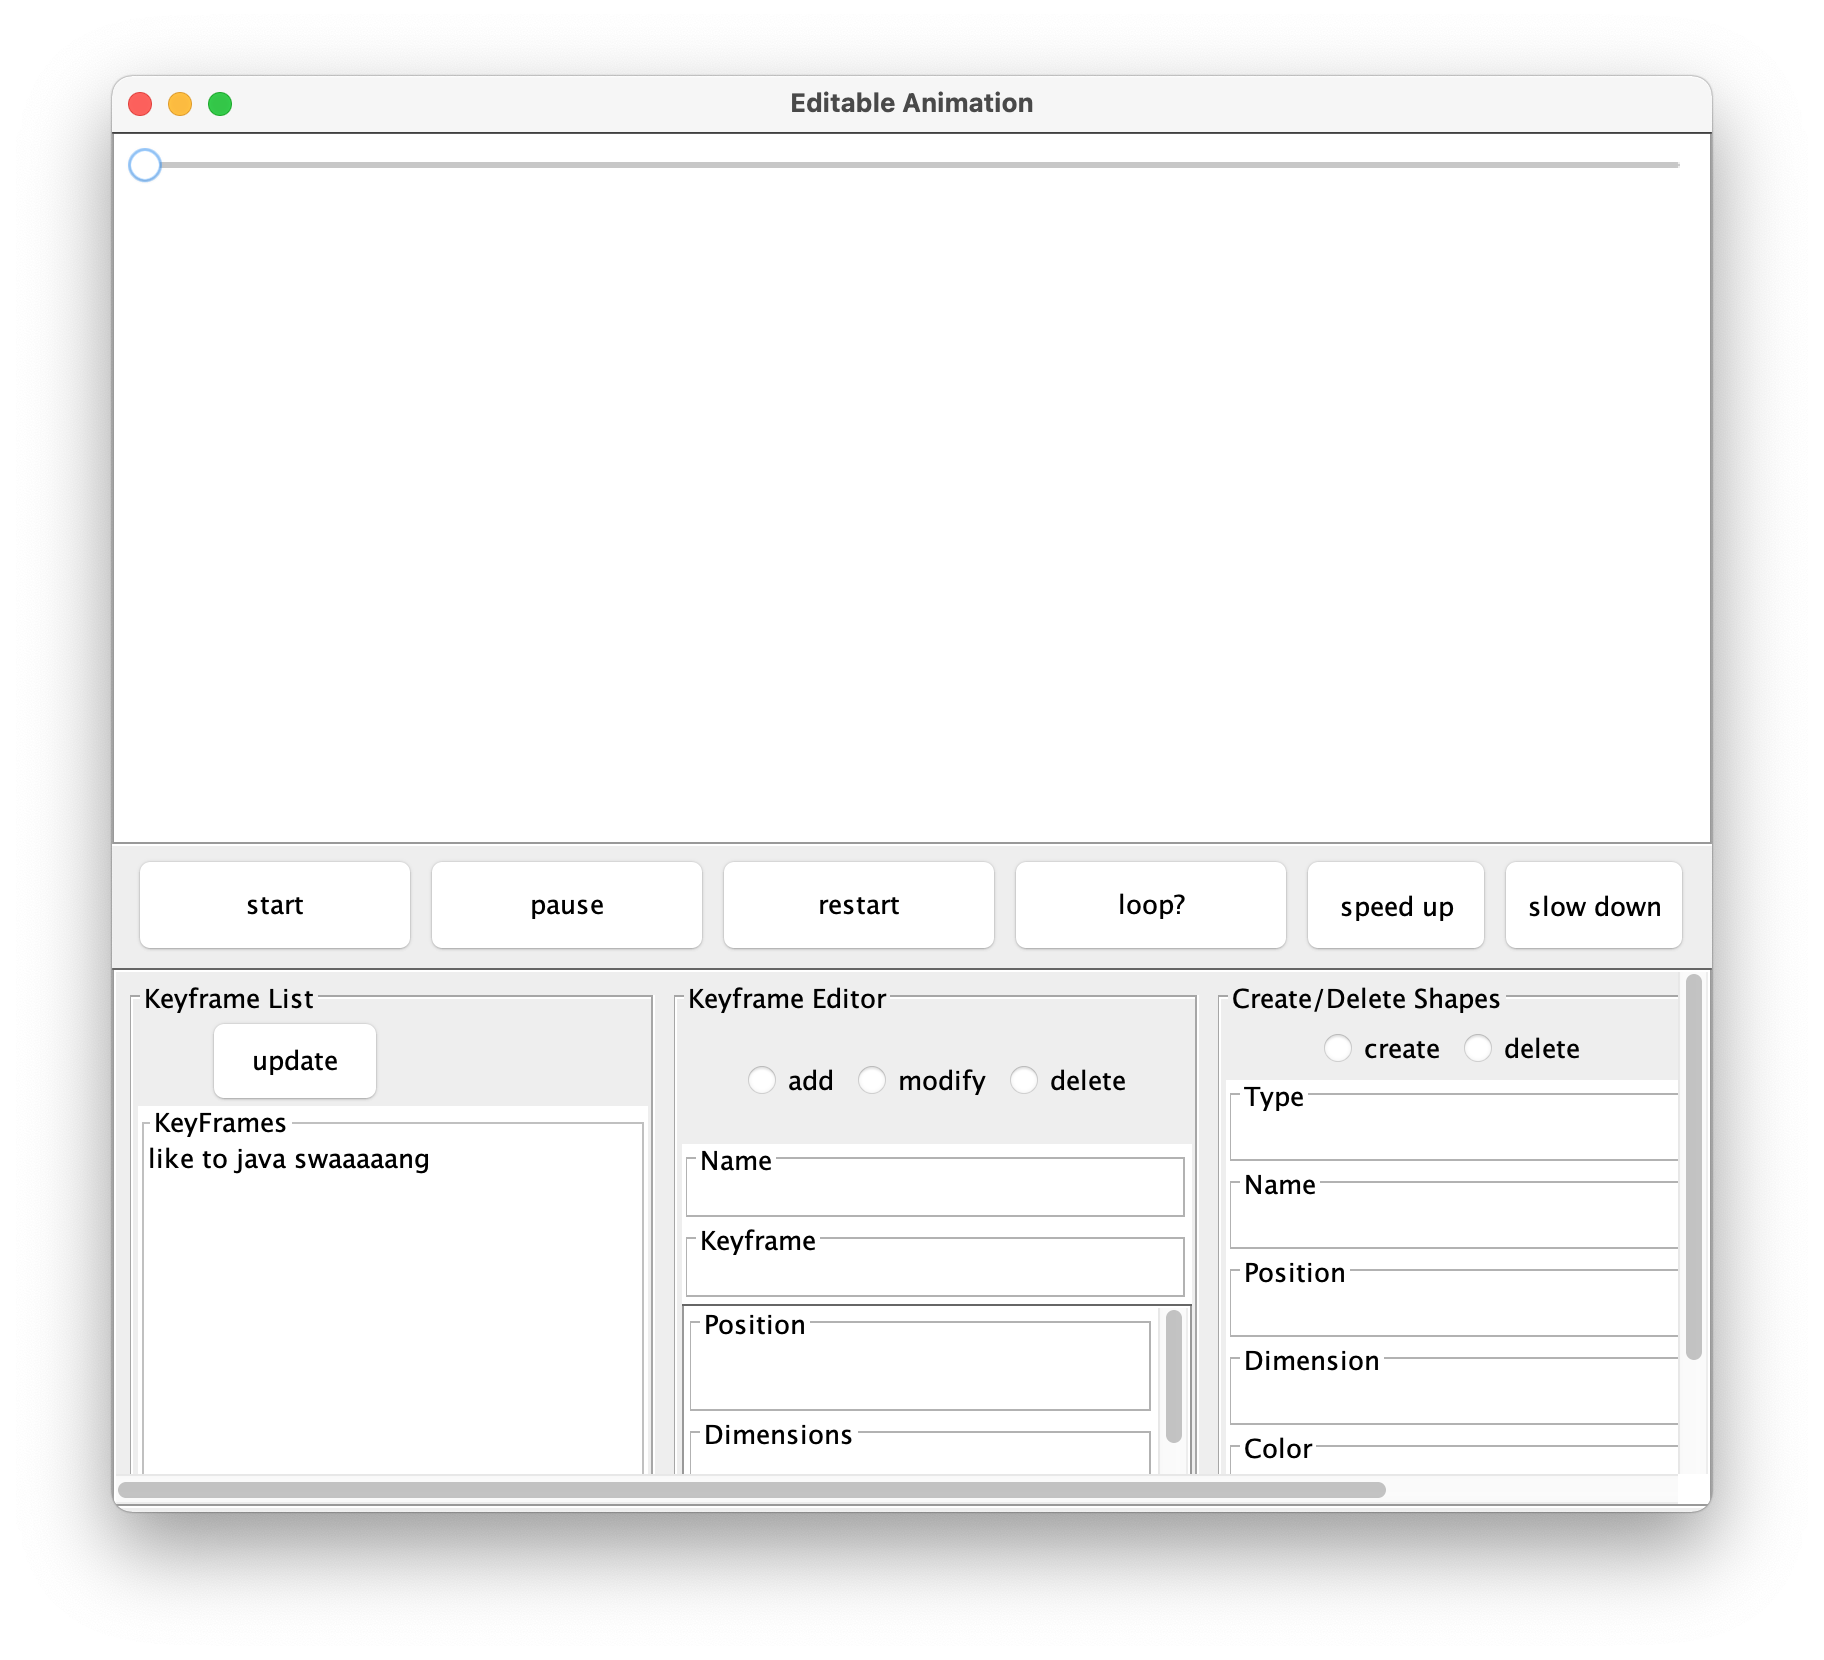 Editable Animation
start
pause
restart
loop?
speed up
slow down
Keyframe List
update
KeyFrames
like to java swaaaaang
Keyframe Editor
add
modify
delete
Name
Keyframe
Position
Dimensions
Create/Delete Shapes
create
delete
Type
Name
Position
Dimension
Color